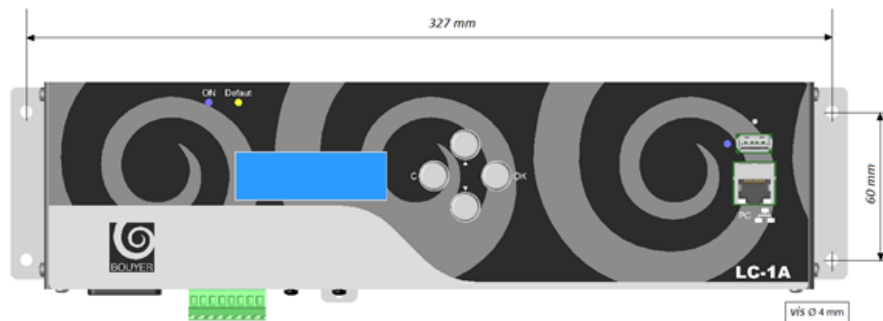 327 mm
ON Defaut
C OK
60 mm
PC
BOUYER
LC-1A
vis Ø 4 mm